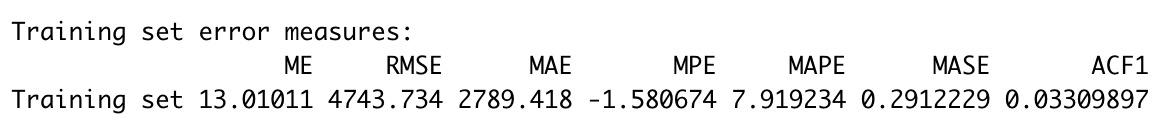 Training set error measures:
ME RMSE MAE MPE MAPE MASE ACF1
Training set 13.01011 4743.734 2789.418 -1.580674 7.919234 0.2912229 0.03309897